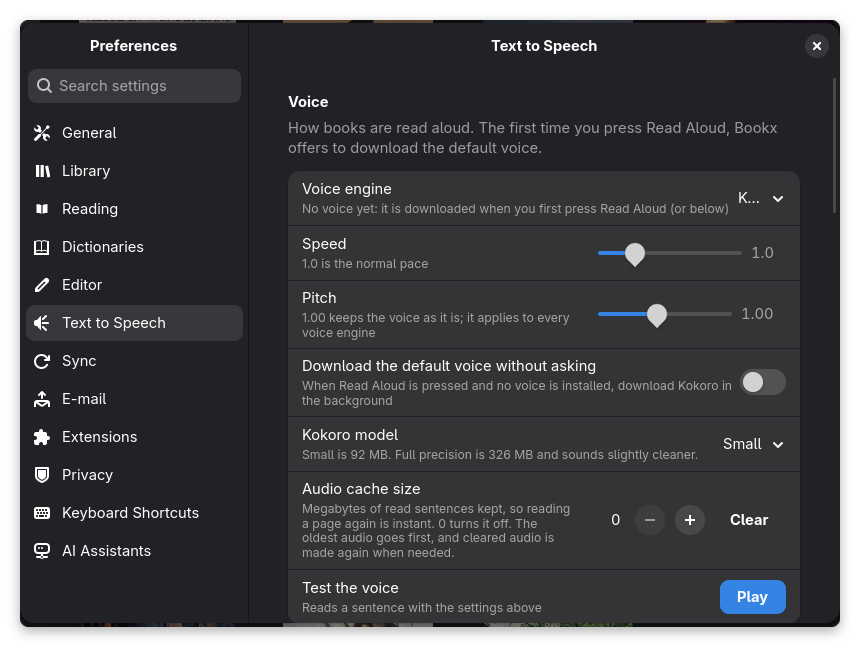 Preferences
Text to Speech
Search settings
General
Library
Reading
Dictionaries
Editor
Text to Speech
Sync
E-mail
Extensions
Privacy
Keyboard Shortcuts
AI Assistants
Voice
How books are read aloud. The first time you press Read Aloud, Bookx
offers to download the default voice.
Voice engine
No voice yet: it is downloaded when you first press Read Aloud (or below)
K...
Speed
1.0 is the normal pace
1.0
Pitch
1.00 keeps the voice as it is; it applies to every
voice engine
1.00
Download the default voice without asking
When Read Aloud is pressed and no voice is installed, download Kokoro in
the background
Kokoro model
Small is 92 MB. Full precision is 326 MB and sounds slightly cleaner.
Small
Audio cache size
Megabytes of read sentences kept, so reading
a page again is instant. 0 turns it off. The
oldest audio goes first, and cleared audio is
made again when needed.
0
Clear
Test the voice
Reads a sentence with the settings above
Play